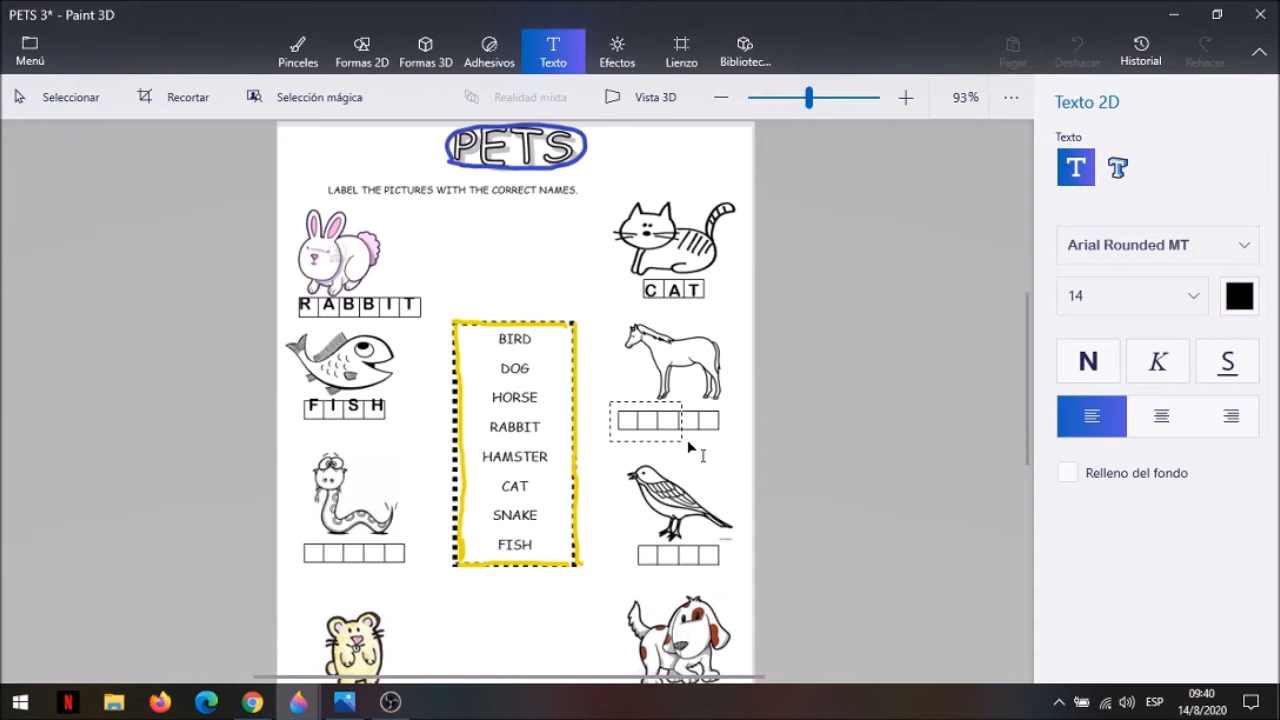 PETS 3* - Paint 3D
Menú
Pinceles
Formas 2D
Formas 3D
Adhesivos
Texto
Efectos
Lienzo
Bibliotec...
Pegar
Deshacer
Historial
Rehacer
Seleccionar
Recortar
Selección mágica
Realidad mixta
Vista 3D
93%
Texto 2D
Texto
Arial Rounded MT
14
N K S
Relleno del fondo
PETS
LABEL THE PICTURES WITH THE CORRECT NAMES.
RABBIT
CAT
FISH
BIRD
DOG
HORSE
RABBIT
HAMSTER
CAT
SNAKE
FISH
ESP
09:40
14/8/2020